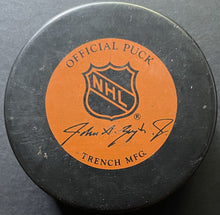 OFFICIAL PUCK
NHL
®
TRENCH MFG.